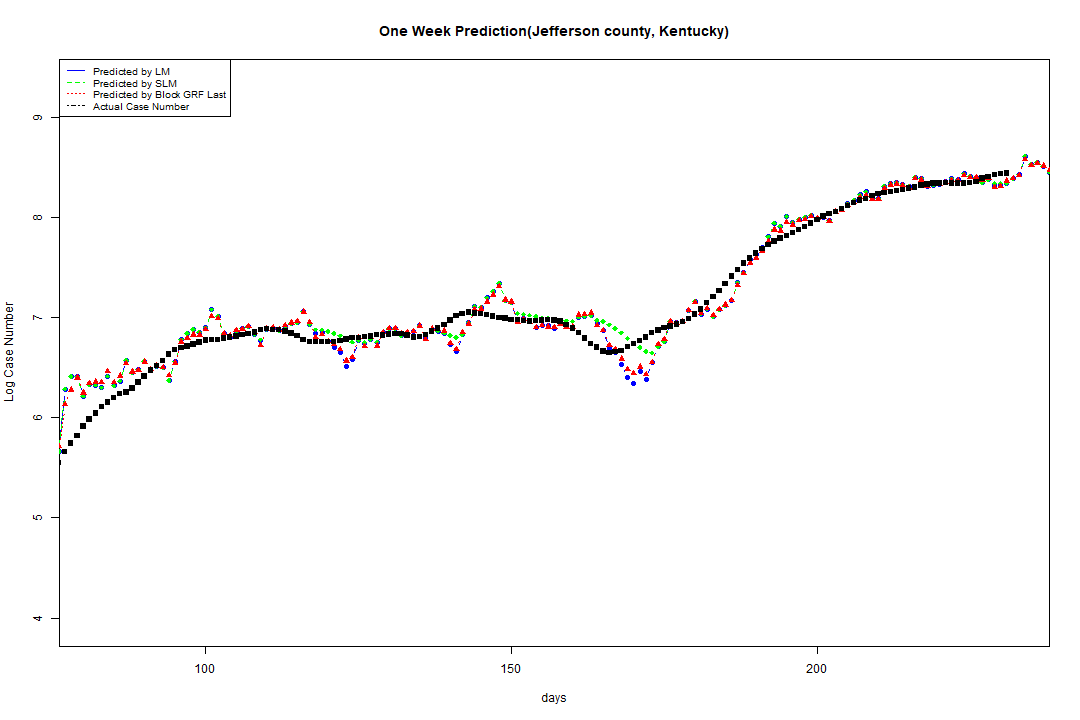 One Week Prediction(Jefferson county, Kentucky)
Predicted by LM
Predicted by SLM
Predicted by Block GRF Last
Actual Case Number
9
8
7
6
5
4
Log Case Number
100 150 200
days